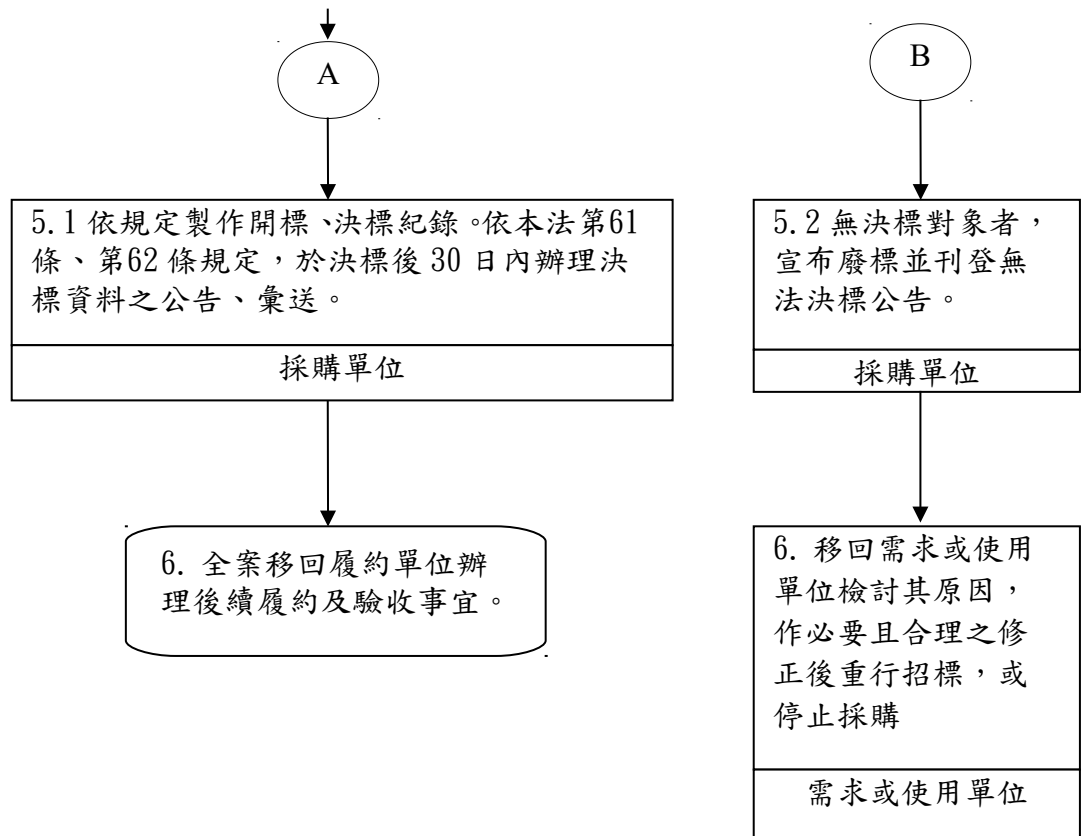 A
5.1 依規定製作開標、決標紀錄。依本法第61
條、第62 條規定,於決標後 30 日內辦理決
標資料之公告、彙送。
採購單位
6. 全案移回履約單位辦
理後續履約及驗收事宜。
B
5.2 無決標對象者,
宣布廢標並刊登無
法決標公告。
採購單位
6. 移回需求或使用
單位檢討其原因,
作必要且合理之修
正後重行招標,或
停止採購
需求或使用單位